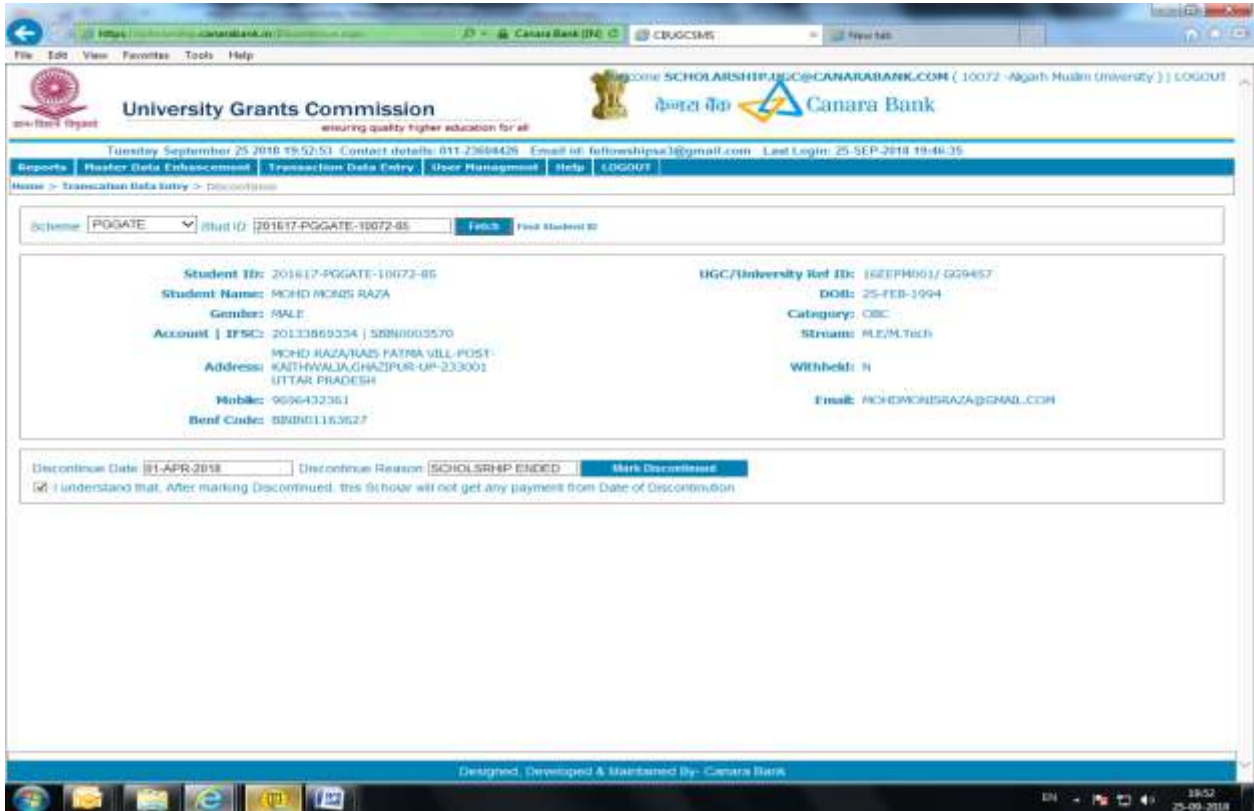 Canara Bank [IN]
CBUGCSMS
New tab
File Edit View Favorites Tools Help
SCHOLARSHIP.UGC@CANARABANK.COM ( 10072 -Aligarh Muslim University ) | LOGOUT
University Grants Commission
ensuring quality higher education for all
केनरा बैंक Canara Bank
Tuesday September 25 2018 19:52:53 Contact details: 011-23604426 Email id: Last Login: 25-SEP-2018 19:46:35
Reports Master Data Enhancement Transaction Data Entry User Managment Help LOGOUT
Home > Transcation Data Entry > Discontinue
Scheme PGGATE Stud ID: 201617-PGGATE-10072-85 Fetch Find Student ID
Student ID: 201617-PGGATE-10072-85
Student Name: MOHD MONIS RAZA
Gender: MALE
Account | IFSC:
Address: MOHD RAZA/RAIS FATMA VILL-POST-
KAITHWALIA,GHAZIPUR-UP-233001
UTTAR PRADESH
Mobile: 9696432361
Benf Code:
UGC/University Ref ID:
DOB: 25-FEB-1994
Category: OBC
Stream: M.E/M.Tech
Withheld: N
Email: MOHDMONISRAZA@GMAIL.COM
Discontinue Date 01-APR-2018 Discontinue Reason SCHOLSRHIP ENDED Mark Discontinued
I understand that, After marking Discontinued, this Scholar will not get any payment from Date of Discontinution
Designed, Developed & Maintained By- Canara Bank
EN 19:52
25-09-2018